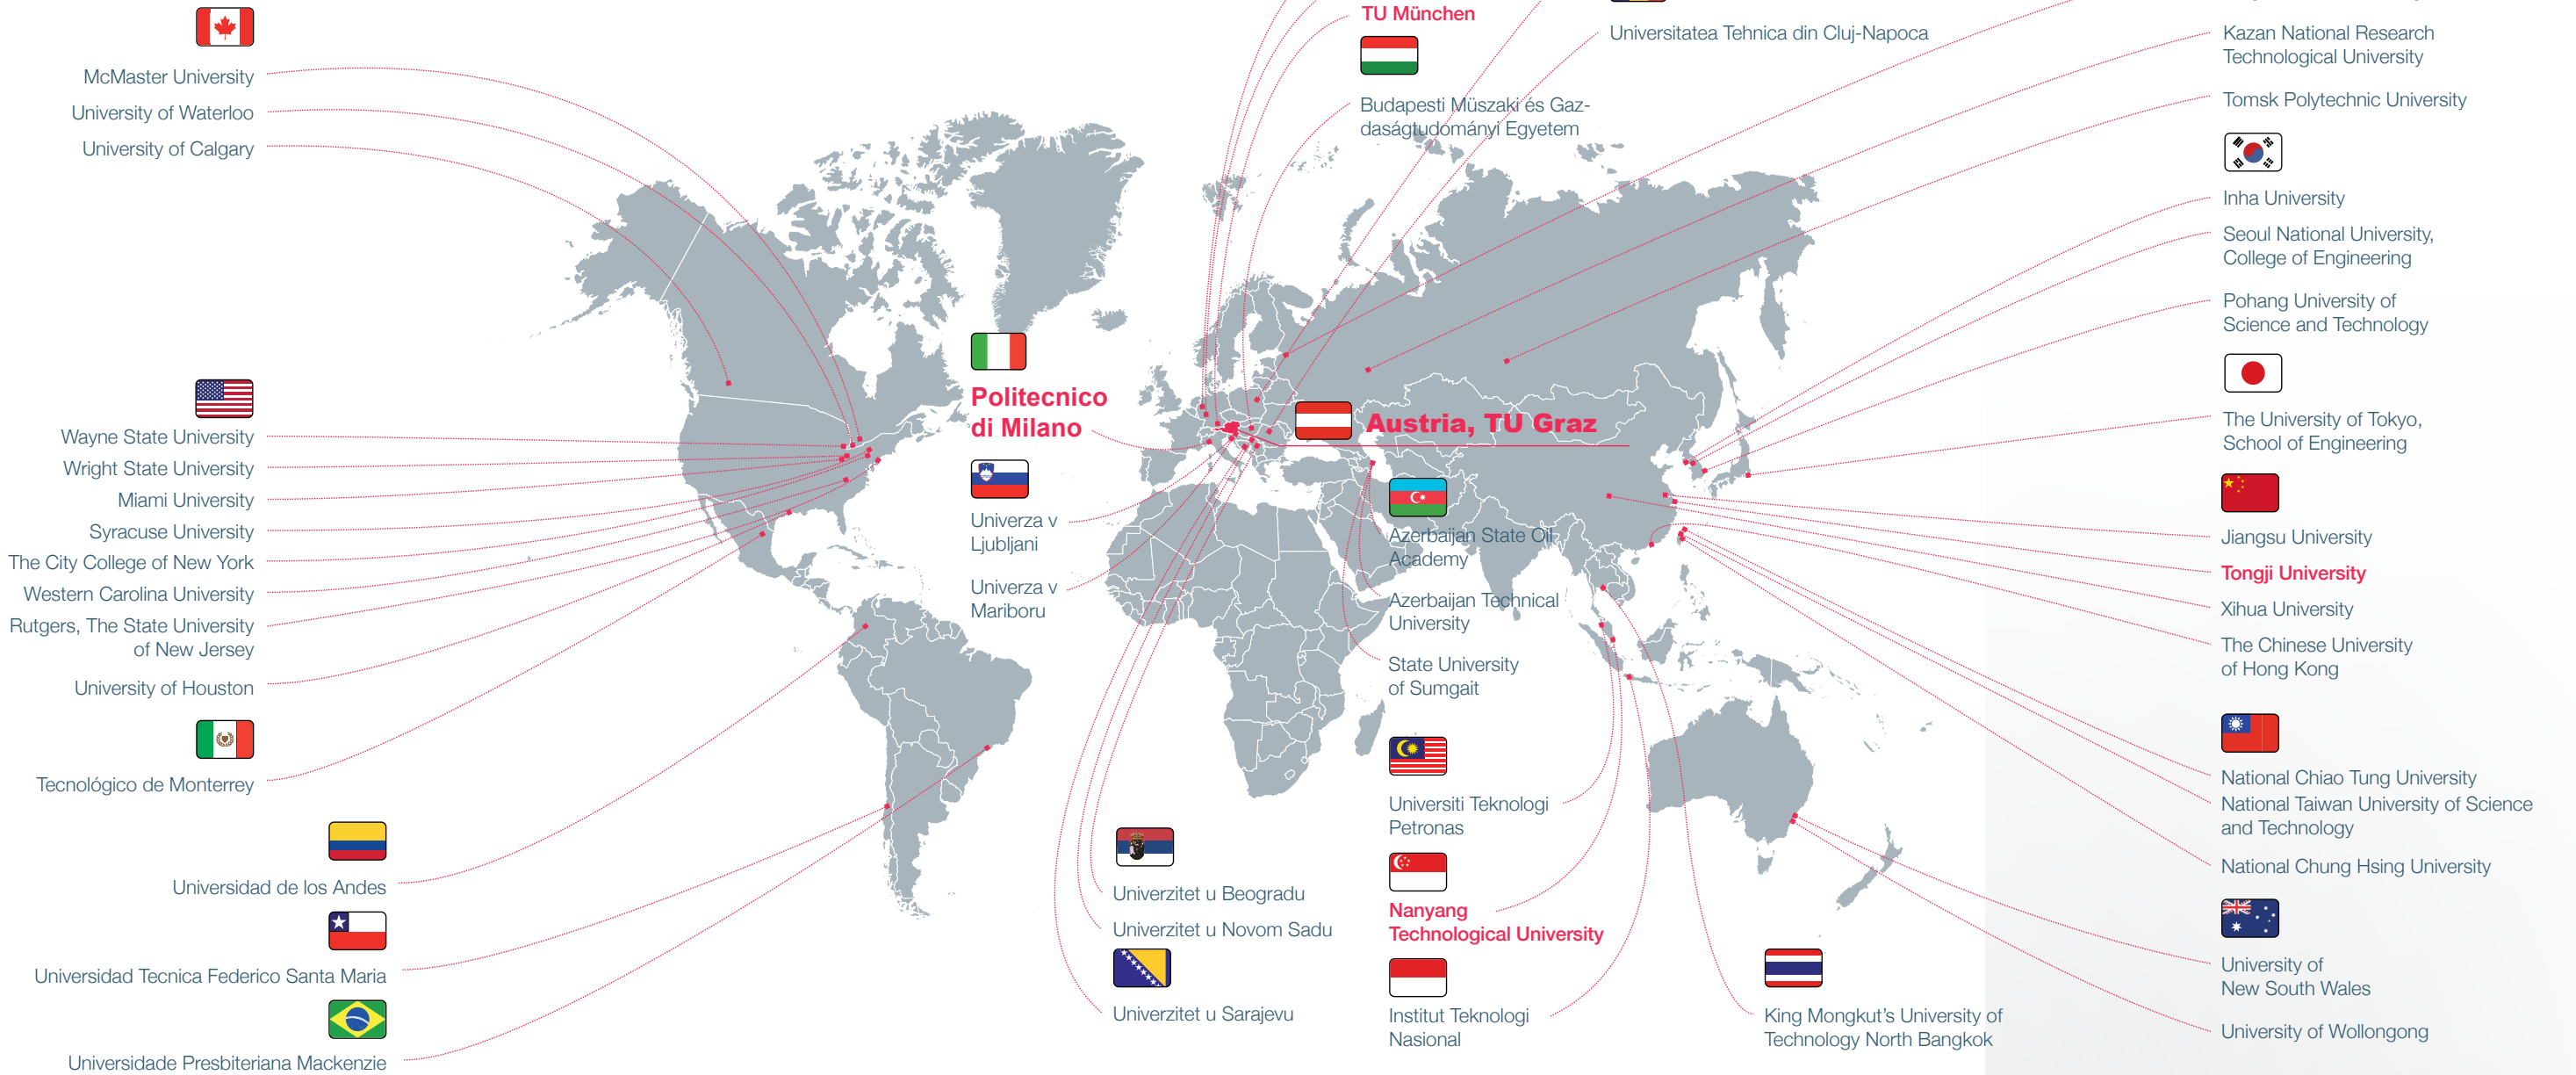 McMaster University
University of Waterloo
University of Calgary
Wayne State University
Wright State University
Miami University
Syracuse University
The City College of New York
Western Carolina University
Rutgers, The State University
of New Jersey
University of Houston
Tecnológico de Monterrey
Universidad de los Andes
Universidad Tecnica Federico Santa Maria
Universidade Presbiteriana Mackenzie
Politecnico
di Milano
Univerza v
Ljubljani
Univerza v
Mariboru
Univerzitet u Beogradu
Univerzitet u Novom Sadu
Univerzitet u Sarajevu
TU München
Budapesti Müszaki és Gaz-
daságtudományi Egyetem
Universitatea Tehnica din Cluj-Napoca
Austria, TU Graz
Azerbaijan State Oil
Academy
Azerbaijan Technical
University
State University
of Sumgait
Universiti Teknologi
Petronas
Nanyang
Technological University
Institut Teknologi
Nasional
King Mongkut's University of
Technology North Bangkok
Kazan National Research
Technological University
Tomsk Polytechnic University
Inha University
Seoul National University,
College of Engineering
Pohang University of
Science and Technology
The University of Tokyo,
School of Engineering
Jiangsu University
Tongji University
Xihua University
The Chinese University
of Hong Kong
National Chiao Tung University
National Taiwan University of Science
and Technology
National Chung Hsing University
University of
New South Wales
University of Wollongong